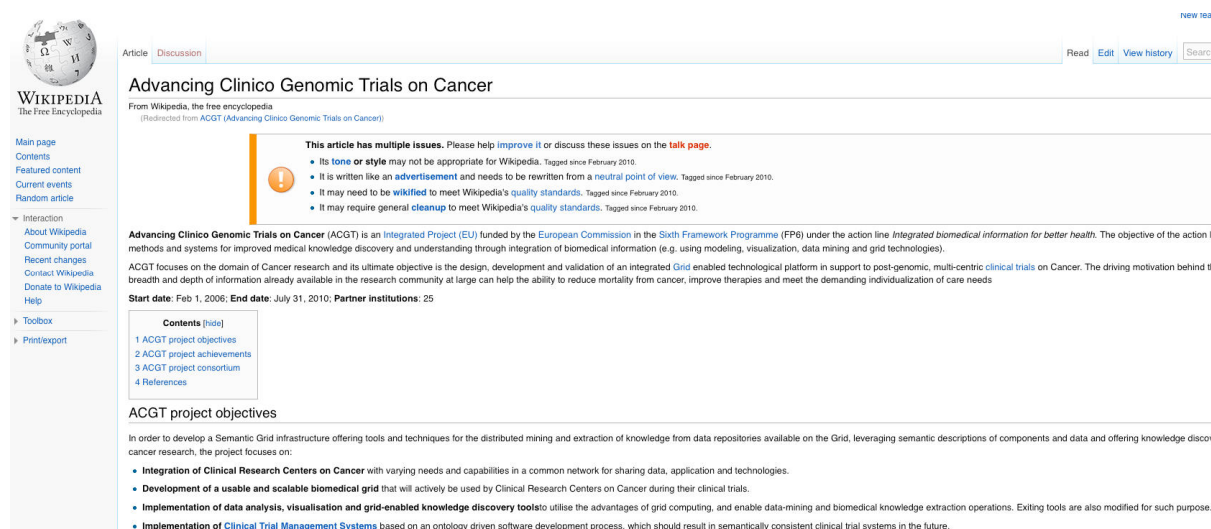 New fea
Article Discussion
Read Edit View history Searc
WIKIPEDIA
The Free Encyclopedia
Main page
Contents
Featured content
Current events
Random article
Interaction
About Wikipedia
Community portal
Recent changes
Contact Wikipedia
Donate to Wikipedia
Help
Toolbox
Print/export
Advancing Clinico Genomic Trials on Cancer
From Wikipedia, the free encyclopedia
(Redirected from ACGT (Advancing Clinico Genomic Trials on Cancer))
This article has multiple issues. Please help improve it or discuss these issues on the talk page.
Its tone or style may not be appropriate for Wikipedia. Tagged since February 2010.
It is written like an advertisement and needs to be rewritten from a neutral point of view. Tagged since February 2010.
It may need to be wikified to meet Wikipedia's quality standards. Tagged since February 2010.
It may require general cleanup to meet Wikipedia's quality standards. Tagged since February 2010.
Advancing Clinico Genomic Trials on Cancer (ACGT) is an Integrated Project (EU) funded by the European Commission in the Sixth Framework Programme (FP6) under the action line Integrated biomedical information for better health. The objective of the action
methods and systems for improved medical knowledge discovery and understanding through integration of biomedical information (e.g. using modeling, visualization, data mining and grid technologies).
ACGT focuses on the domain of Cancer research and its ultimate objective is the design, development and validation of an integrated Grid enabled technological platform in support to post-genomic, multi-centric clinical trials on Cancer. The driving motivation behind
breadth and depth of information already available in the research community at large can help the ability to reduce mortality from cancer, improve therapies and meet the demanding individualization of care needs
Start date: Feb 1, 2006; End date: July 31, 2010; Partner institutions: 25
Contents [hide]
1 ACGT project objectives
2 ACGT project achievements
3 ACGT project consortium
4 References
ACGT project objectives
In order to develop a Semantic Grid infrastructure offering tools and techniques for the distributed mining and extraction of knowledge from data repositories available on the Grid, leveraging semantic descriptions of components and data and offering knowledge disco
cancer research, the project focuses on:
Integration of Clinical Research Centers on Cancer with varying needs and capabilities in a common network for sharing data, application and technologies.
Development of a usable and scalable biomedical grid that will actively be used by Clinical Research Centers on Cancer during their clinical trials.
Implementation of data analysis, visualisation and grid-enabled knowledge discovery toolsto utilise the advantages of grid computing, and enable data-mining and biomedical knowledge extraction operations. Exiting tools are also modified for such purpose.
Implementation of Clinical Trial Management Systems based on an ontology driven software development process, which should result in semantically consistent clinical trial systems in the future.